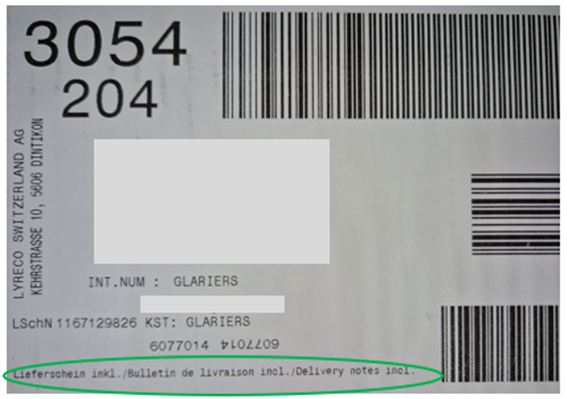 3054
204
LYRECO SWITZERLAND AG
KEHRSTRASSE 10, 5606 DINTIKON
INT.NUM : GLARIERS
LSchN 1167129826 KST: GLARIERS
6077014 6077014
Lieferschein inkl./Bulletin de livraison incl./Delivery notes incl.